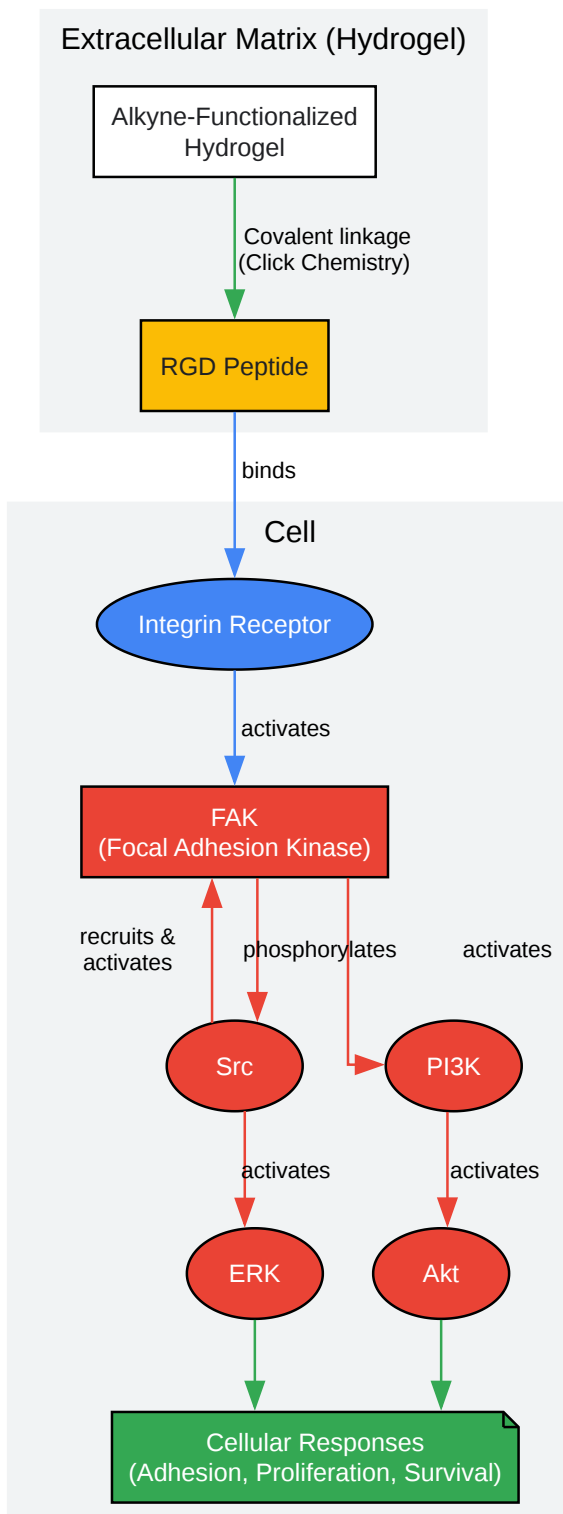 Extracellular Matrix (Hydrogel)
Alkyne-Functionalized
Hydrogel
Covalent linkage
(Click Chemistry)
RGD Peptide
binds
Cell
Integrin Receptor
activates
FAK
(Focal Adhesion Kinase)
recruits &
activates
phosphorylates
activates
Src
PI3K
activates
activates
ERK
Akt
Cellular Responses
(Adhesion, Proliferation, Survival)